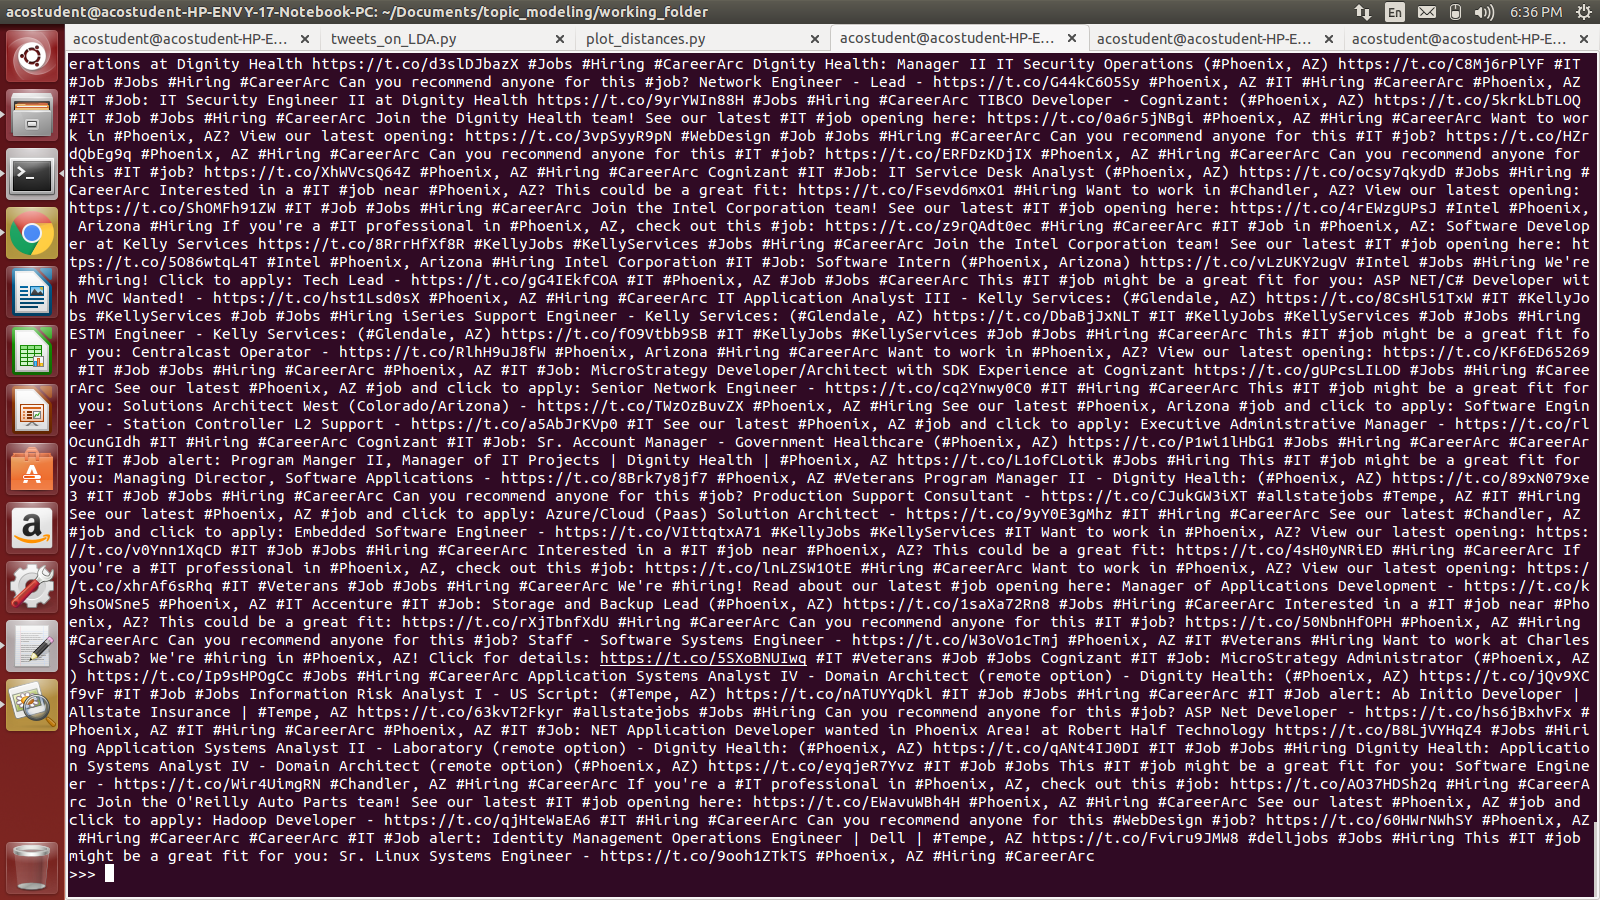 acostudent@acostudent-HP-ENVY-17-Notebook-PC: ~/Documents/topic_modeling/working_folder
En
6:36 PM
acostudent@acostudent-HP-E...
tweets_on_LDA.py
plot_distances.py
acostudent@acostudent-HP-E...
acostudent@acostudent-HP-E...
acostudent@acostudent-HP-E...
erations at Dignity Health https://t.co/d3slDJbazX #Jobs #Hiring #CareerArc Dignity Health: Manager II IT Security Operations (#Phoenix, AZ) https://t.co/C8Mj6rPlYF #IT
#Job #Jobs #Hiring #CareerArc Can you recommend anyone for this #job? Network Engineer - Lead - https://t.co/G44kC6O5Sy #Phoenix, AZ #IT #Hiring #CareerArc #Phoenix, AZ
#IT #Job: IT Security Engineer II at Dignity Health https://t.co/9yrYWIn88H #Jobs #Hiring #CareerArc TIBCO Developer - Cognizant: (#Phoenix, AZ) https://t.co/5krkLbTLOQ
#IT #Job #Jobs #Hiring #CareerArc Join the Dignity Health team! See our latest #IT #job opening here: https://t.co/0a6r5jNBgi #Phoenix, AZ #Hiring #CareerArc Want to wor
k in #Phoenix, AZ? View our latest opening: https://t.co/3vpSyyR9pN #WebDesign #Job #Jobs #Hiring #CareerArc Can you recommend anyone for this #IT #job? https://t.co/HZr
dQbEg9q #Phoenix, AZ #Hiring #CareerArc Can you recommend anyone for this #IT #job? https://t.co/ERFDzKDjIX #Phoenix, AZ #Hiring #CareerArc Can you recommend anyone for
this #IT #job? https://t.co/XhWVcsQ64Z #Phoenix, AZ #Hiring #CareerArc Cognizant #IT #Job: IT Service Desk Analyst (#Phoenix, AZ) https://t.co/ocsy7qkydD #Jobs #Hiring #
CareerArc Interested in a #IT #job near #Phoenix, AZ? This could be a great fit: https://t.co/Fsevd6mxO1 #Hiring Want to work in #Chandler, AZ? View our latest opening:
https://t.co/ShOMFh91ZW #IT #Job #Jobs #Hiring #CareerArc Join the Intel Corporation team! See our latest #IT #job opening here: https://t.co/4rEWzgUPsJ #Intel #Phoenix,
Arizona #Hiring If you're a #IT professional in #Phoenix, AZ, check out this #job: https://t.co/z9rQAdt0ec #Hiring #CareerArc #IT #Job in #Phoenix, AZ: Software Develop
er at Kelly Services https://t.co/8RrrHfXf8R #KellyJobs #KellyServices #Jobs #Hiring #CareerArc Join the Intel Corporation team! See our latest #IT #job opening here: ht
tps://t.co/5O86wtqL4T #Intel #Phoenix, Arizona #Hiring Intel Corporation #IT #Job: Software Intern (#Phoenix, Arizona) https://t.co/vLzUKY2ugV #Intel #Jobs #Hiring We're
#hiring! Click to apply: Tech Lead - https://t.co/gG4IEkfCOA #IT #Phoenix, AZ #Job #Jobs #CareerArc This #IT #job might be a great fit for you: ASP NET/C# Developer wit
h MVC Wanted! - https://t.co/hst1Lsd0sX #Phoenix, AZ #Hiring #CareerArc IT Application Analyst III - Kelly Services: (#Glendale, AZ) https://t.co/8CsHl51TxW #IT #KellyJo
bs #KellyServices #Job #Jobs #Hiring iSeries Support Engineer - Kelly Services: (#Glendale, AZ) https://t.co/DbaBjJxNLT #IT #KellyJobs #KellyServices #Job #Jobs #Hiring
ESTM Engineer - Kelly Services: (#Glendale, AZ) https://t.co/fO9Vtbb9SB #IT #KellyJobs #KellyServices #Job #Jobs #Hiring #CareerArc This #IT #job might be a great fit fo
r you: Centralcast Operator - https://t.co/RlhH9uJ8fW #Phoenix, Arizona #Hiring #CareerArc Want to work in #Phoenix, AZ? View our latest opening: https://t.co/KF6ED65269
#IT #Job #Jobs #Hiring #CareerArc #Phoenix, AZ #IT #Job: MicroStrategy Developer/Architect with SDK Experience at Cognizant https://t.co/gUPcsLILOD #Jobs #Hiring #Caree
rArc See our latest #Phoenix, AZ #job and click to apply: Senior Network Engineer - https://t.co/cq2Ynwy0C0 #IT #Hiring #CareerArc This #IT #job might be a great fit for
you: Solutions Architect West (Colorado/Arizona) - https://t.co/TWzOzBuvZX #Phoenix, AZ #Hiring See our latest #Phoenix, Arizona #job and click to apply: Software Engin
eer - Station Controller L2 Support - https://t.co/a5AbJrKVp0 #IT See our latest #Phoenix, AZ #job and click to apply: Executive Administrative Manager - https://t.co/rl
OcunGIdh #IT #Hiring #CareerArc Cognizant #IT #Job: Sr. Account Manager - Government Healthcare (#Phoenix, AZ) https://t.co/P1wi1lHbG1 #Jobs #Hiring #CareerArc #CareerAr
c #IT #Job alert: Program Manger II, Manager of IT Projects | Dignity Health | #Phoenix, AZ https://t.co/L1ofCLotik #Jobs #Hiring This #IT #job might be a great fit for
you: Managing Director, Software Applications - https://t.co/8Brk7y8jf7 #Phoenix, AZ #Veterans Program Manager II - Dignity Health: (#Phoenix, AZ) https://t.co/89xN079xe
3 #IT #Job #Jobs #Hiring #CareerArc Can you recommend anyone for this #job? Production Support Consultant - https://t.co/CJukGW3iXT #allstatejobs #Tempe, AZ #IT #Hiring
See our latest #Phoenix, AZ #job and click to apply: Azure/Cloud (Paas) Solution Architect - https://t.co/9yY0E3gMhz #IT #Hiring #CareerArc See our latest #Chandler, AZ
#job and click to apply: Embedded Software Engineer - https://t.co/VIttqtxA71 #KellyJobs #KellyServices #IT Want to work in #Phoenix, AZ? View our latest opening: https:
//t.co/v0Ynn1XqCD #IT #Job #Jobs #Hiring #CareerArc Interested in a #IT #job near #Phoenix, AZ? This could be a great fit: https://t.co/4sH0yNRiED #Hiring #CareerArc If
you're a #IT professional in #Phoenix, AZ, check out this #job: https://t.co/lnLZSW1OtE #Hiring #CareerArc Want to work in #Phoenix, AZ? View our latest opening: https:/
/t.co/xhrAf6sRhq #IT #Veterans #Job #Jobs #Hiring #CareerArc We're #hiring! Read about our latest #job opening here: Manager of Applications Development - https://t.co/k
9hsOWSne5 #Phoenix, AZ #IT Accenture #IT #Job: Storage and Backup Lead (#Phoenix, AZ) https://t.co/1saXa72Rn8 #Jobs #Hiring #CareerArc Interested in a #IT #job near #Pho
enix, AZ? This could be a great fit: https://t.co/rXjTbnfXdU #Hiring #CareerArc Can you recommend anyone for this #IT #job? https://t.co/50NbnHfOPH #Phoenix, AZ #Hiring
#CareerArc Can you recommend anyone for this #job? Staff - Software Systems Engineer - https://t.co/W3oVo1cTmj #Phoenix, AZ #IT #Veterans #Hiring Want to work at Charles
Schwab? We're #hiring in #Phoenix, AZ! Click for details: https://t.co/5SXoBNUIwq #IT #Veterans #Job #Jobs Cognizant #IT #Job: MicroStrategy Administrator (#Phoenix, AZ
) https://t.co/Ip9sHPOgCc #Jobs #Hiring #CareerArc Application Systems Analyst IV - Domain Architect (remote option) - Dignity Health: (#Phoenix, AZ) https://t.co/jQv9XC
f9vF #IT #Job #Jobs Information Risk Analyst I - US Script: (#Tempe, AZ) https://t.co/nATUYYqDkl #IT #Job #Jobs #Hiring #CareerArc #IT #Job alert: Ab Initio Developer |
Allstate Insurance | #Tempe, AZ https://t.co/63kvT2Fkyr #allstatejobs #Jobs #Hiring Can you recommend anyone for this #job? ASP Net Developer - https://t.co/hs6jBxhvFx #
Phoenix, AZ #IT #Hiring #CareerArc #Phoenix, AZ #IT #Job: NET Application Developer wanted in Phoenix Area! at Robert Half Technology https://t.co/B8LjVYHqZ4 #Jobs #Hiri
ng Application Systems Analyst II - Laboratory (remote option) - Dignity Health: (#Phoenix, AZ) https://t.co/qANt4IJ0DI #IT #Job #Jobs #Hiring Dignity Health: Applicatio
n Systems Analyst IV - Domain Architect (remote option) (#Phoenix, AZ) https://t.co/eyqjeR7Yvz #IT #Job #Jobs This #IT #job might be a great fit for you: Software Engine
er - https://t.co/Wir4UimgRN #Chandler, AZ #Hiring #CareerArc If you're a #IT professional in #Phoenix, AZ, check out this #job: https://t.co/AO37HDSh2q #Hiring #CareerA
rc Join the O'Reilly Auto Parts team! See our latest #IT #job opening here: https://t.co/EWavuWBh4H #Phoenix, AZ #Hiring #CareerArc See our latest #Phoenix, AZ #job and
click to apply: Hadoop Developer - https://t.co/qjHteWaEA6 #IT #Hiring #CareerArc Can you recommend anyone for this #WebDesign #job? https://t.co/60HWrNWhSY #Phoenix, AZ
#Hiring #CareerArc #CareerArc #IT #Job alert: Identity Management Operations Engineer | Dell | #Tempe, AZ https://t.co/Fviru9JMW8 #delljobs #Jobs #Hiring This #IT #job
might be a great fit for you: Sr. Linux Systems Engineer - https://t.co/9ooh1ZTkTS #Phoenix, AZ #Hiring #CareerArc
>>>